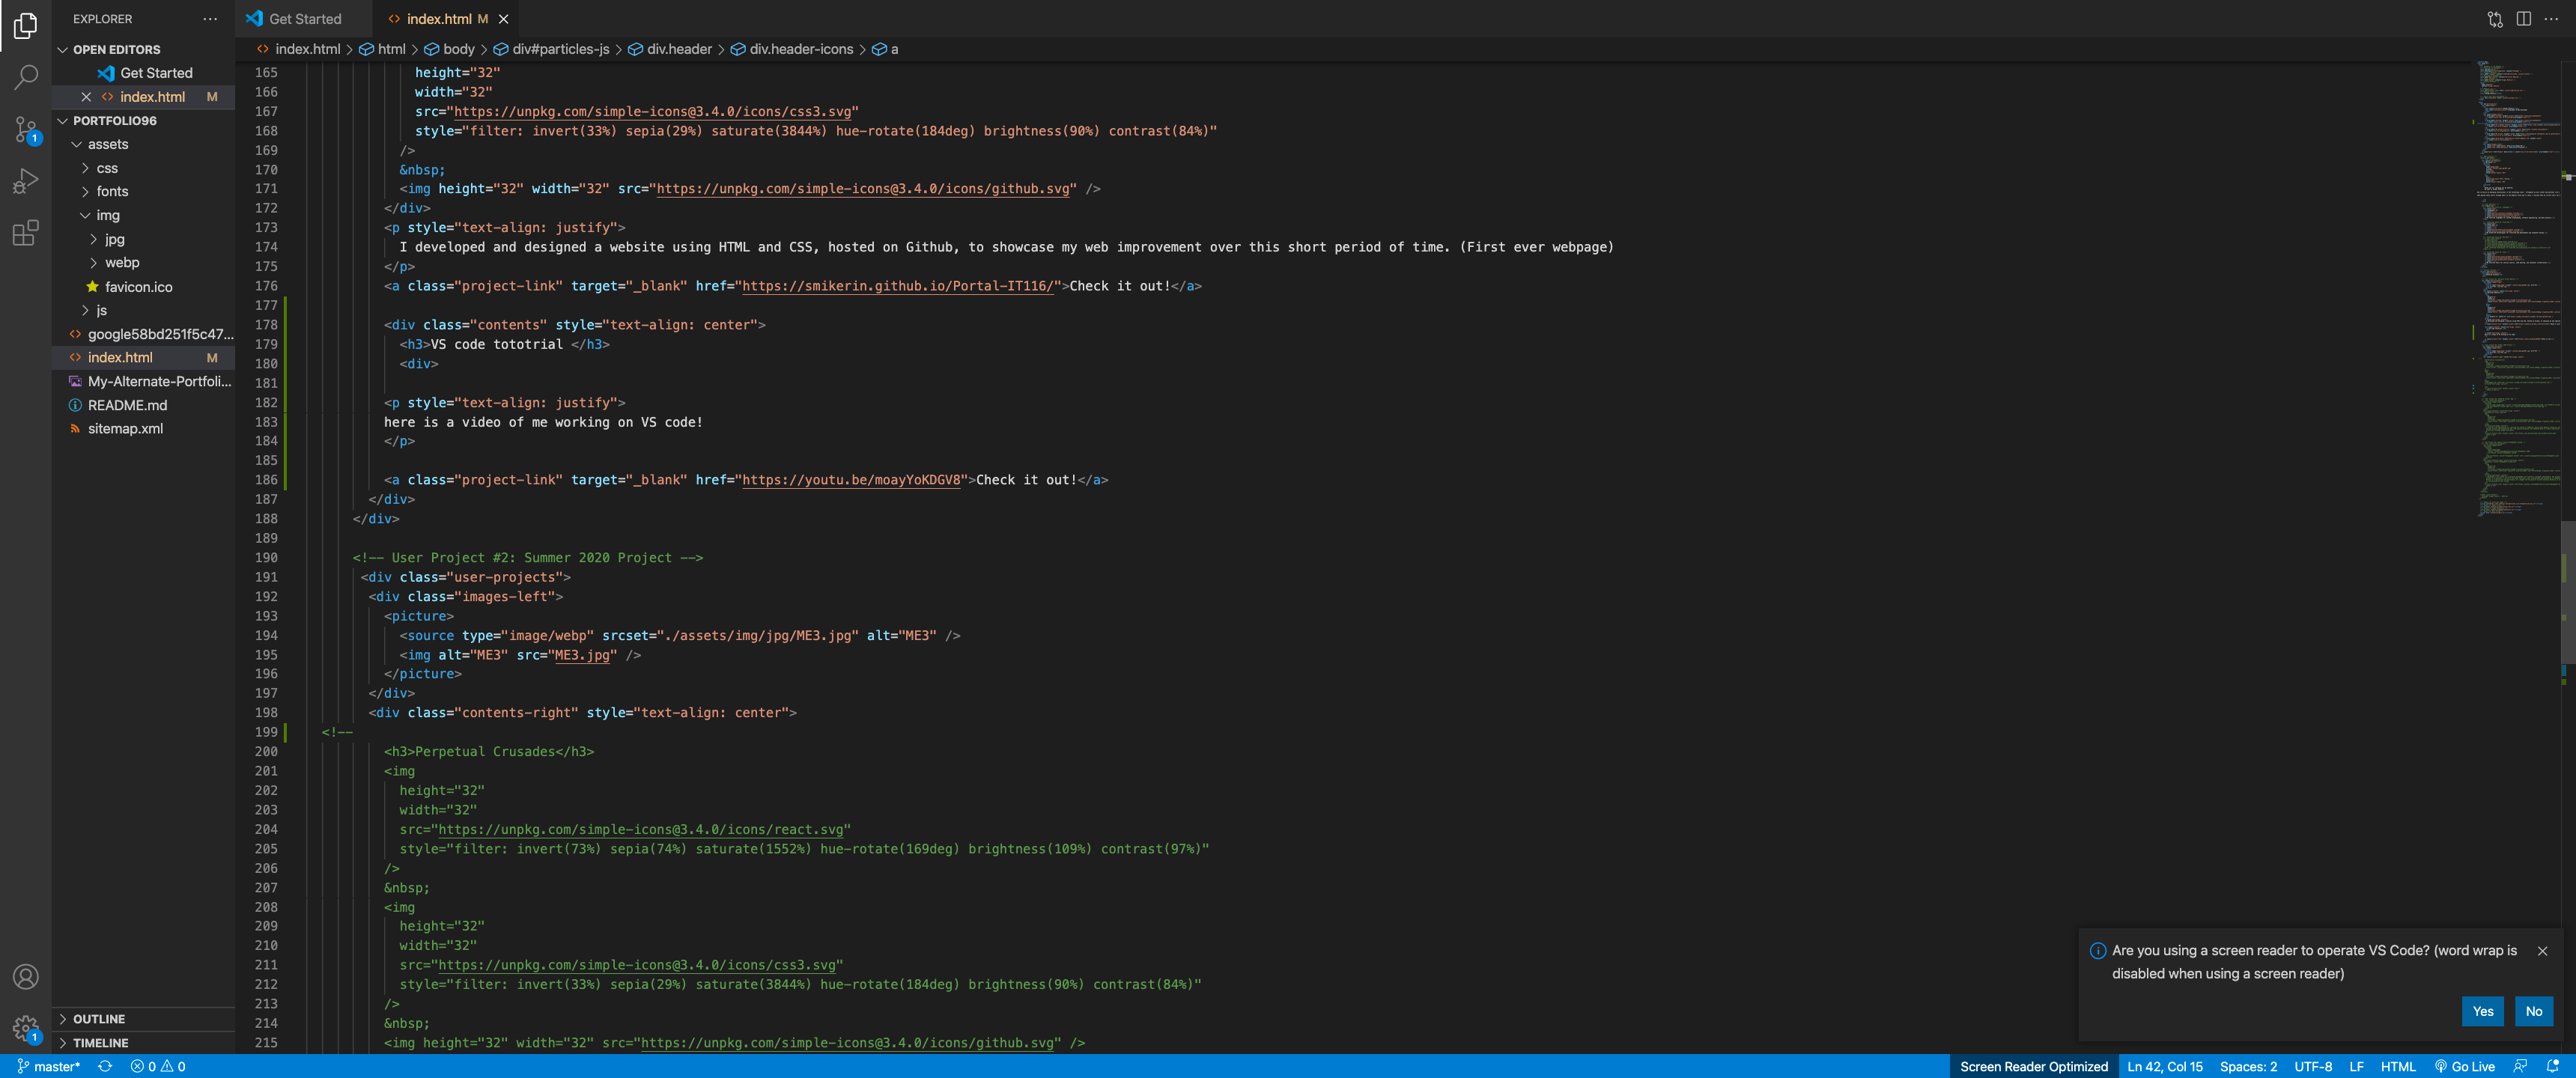 EXPLORER
Get Started
index.html M
OPEN EDITORS
Get Started
index.html M
PORTFOLIO96
assets
css
fonts
img
jpg
webp
favicon.ico
js
google58bd251f5c47...
index.html M
My-Alternate-Portfoli...
README.md
sitemap.xml
OUTLINE
TIMELINE
1
1
index.html > html > body > div#particles-js > div.header > div.header-icons > a
165 height="32"
166 width="32"
167 src="https://unpkg.com/simple-icons@3.4.0/icons/css3.svg"
168 style="filter: invert(33%) sepia(29%) saturate(3844%) hue-rotate(184deg) brightness(90%) contrast(84%)"
169 />
170 &nbsp;
171 <img height="32" width="32" src="https://unpkg.com/simple-icons@3.4.0/icons/github.svg" />
172 </div>
173 <p style="text-align: justify">
174 I developed and designed a website using HTML and CSS, hosted on Github, to showcase my web improvement over this short period of time. (First ever webpage)
175 </p>
176 <a class="project-link" target="_blank" href="https://smikerin.github.io/Portal-IT116/">Check it out!</a>
177
178 <div class="contents" style="text-align: center">
179 <h3>VS code tototrial </h3>
180 <div>
181
182 <p style="text-align: justify">
183 here is a video of me working on VS code!
184 </p>
185
186 <a class="project-link" target="_blank" href="https://youtu.be/moayYoKDGV8">Check it out!</a>
187 </div>
188 </div>
189
190 <!-- User Project #2: Summer 2020 Project -->
191 <div class="user-projects">
192 <div class="images-left">
193 <picture>
194 <source type="image/webp" srcset="./assets/img/jpg/ME3.jpg" alt="ME3" />
195 <img alt="ME3" src="ME3.jpg" />
196 </picture>
197 </div>
198 <div class="contents-right" style="text-align: center">
199 <!--
200 <h3>Perpetual Crusades</h3>
201 <img
202 height="32"
203 width="32"
204 src="https://unpkg.com/simple-icons@3.4.0/icons/react.svg"
205 style="filter: invert(73%) sepia(74%) saturate(1552%) hue-rotate(169deg) brightness(109%) contrast(97%)"
206 />
207 &nbsp;
208 <img
209 height="32"
210 width="32"
211 src="https://unpkg.com/simple-icons@3.4.0/icons/css3.svg"
212 style="filter: invert(33%) sepia(29%) saturate(3844%) hue-rotate(184deg) brightness(90%) contrast(84%)"
213 />
214 &nbsp;
215 <img height="32" width="32" src="https://unpkg.com/simple-icons@3.4.0/icons/github.svg" />
Are you using a screen reader to operate VS Code? (word wrap is
disabled when using a screen reader)
Yes No
master* 0 0 Screen Reader Optimized Ln 42, Col 15 Spaces: 2 UTF-8 LF HTML Go Live